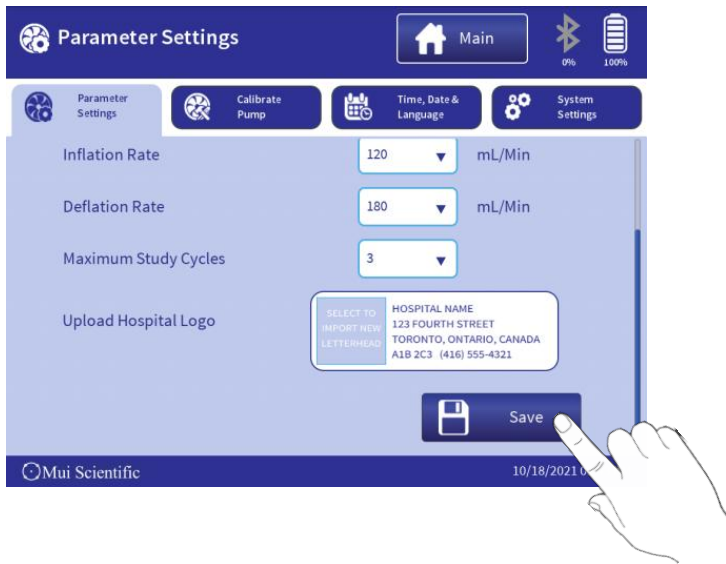 Parameter Settings
Main
0%
100%
Parameter
Settings
Calibrate
Pump
Time, Date &
Language
System
Settings
Inflation Rate
120
mL/Min
Deflation Rate
180
mL/Min
Maximum Study Cycles
3
Upload Hospital Logo
SELECT TO
IMPORT NEW
LETTERHEAD
HOSPITAL NAME
123 FOURTH STREET
TORONTO, ONTARIO, CANADA
A1B 2C3 (416) 555-4321
Save
Mui Scientific
10/18/2021